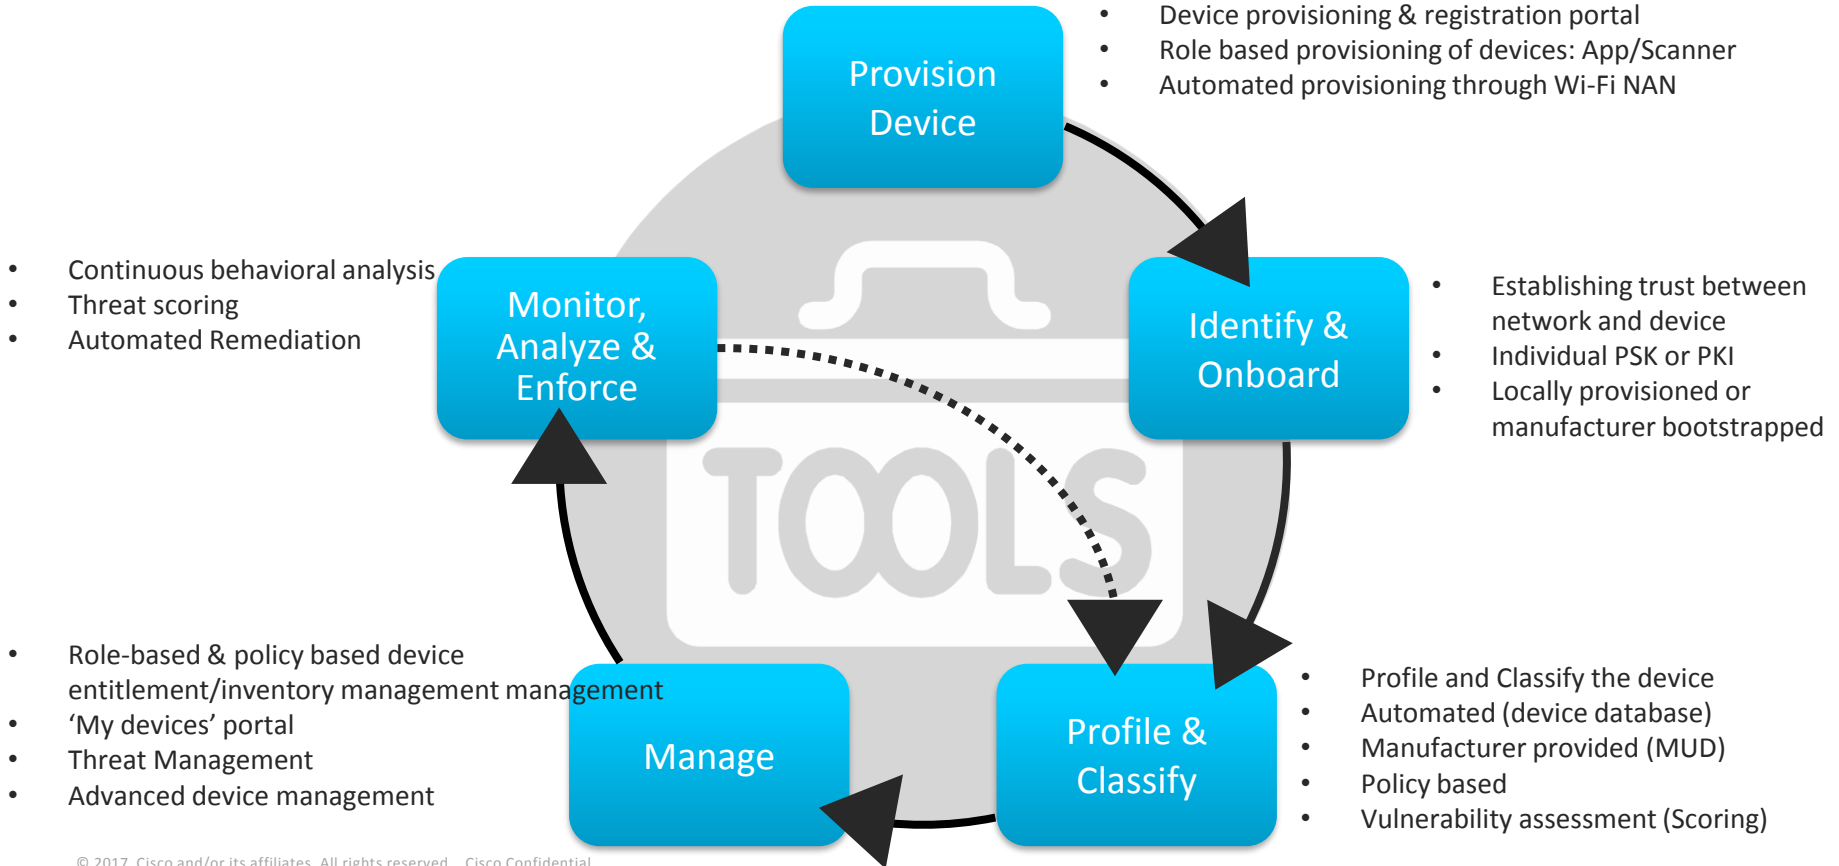 • Device provisioning & registration portal
• Role based provisioning of devices: App/Scanner
• Automated provisioning through Wi-Fi NAN
Provision
Device
• Continuous behavioral analysis
• Threat scoring
• Automated Remediation
Monitor,
Analyze &
Enforce
Identify &
Onboard
• Establishing trust between
network and device
• Individual PSK or PKI
• Locally provisioned or
manufacturer bootstrapped
TOOLS
• Role-based & policy based device
entitlement/inventory management management
• ‘My devices’ portal
• Threat Management
• Advanced device management
Manage
Profile &
Classify
• Profile and Classify the device
• Automated (device database)
• Manufacturer provided (MUD)
• Policy based
• Vulnerability assessment (Scoring)
© 2017 Cisco and/or its affiliates. All rights reserved. Cisco Confidential